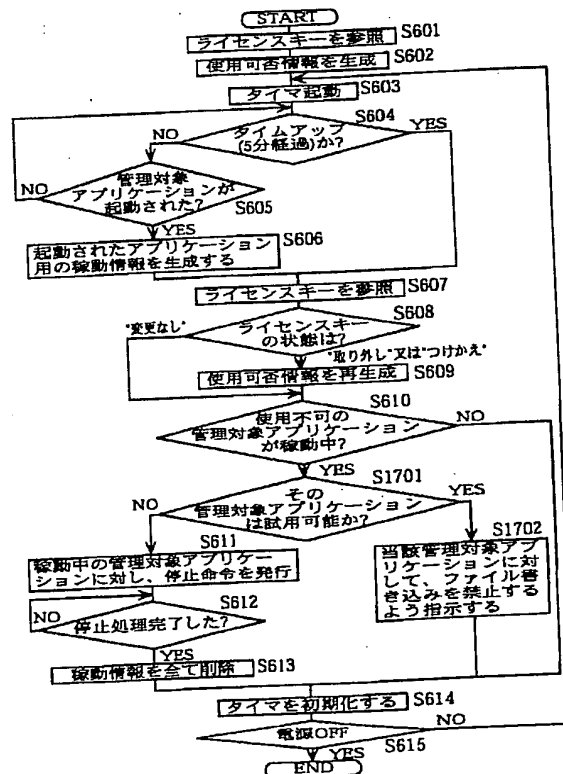 START
ライセンスキーを参照 S601
使用可否情報を生成 S602
タイマ起動 S603
S604
NO タイムアップ YES
(5分経過)か?
管理対象
NO アプリケーションが
起動された? S605
YES
S606
起動されたアプリケーション
用の稼動情報を生成する
ライセンスキーを参照 S607
S608
"変更なし" ライセンスキー
の状態は?
"取り外し"又は"つけかえ"
使用可否情報を再生成 S609
S610
使用不可の NO
管理対象アプリケーション
が稼動中?
YES S1701
NO その YES
管理対象アプリケーション
は試用可能か?
S611
稼動中の管理対象アプリケー
ションに対し、停止命令を発行
S1702
当該管理対象アプ
リケーションに対
して、ファイル書
き込みを禁止する
よう指示する
S612
NO 停止処理完了した?
YES
稼動情報を全て削除 S613
タイマを初期化する S614
電源OFF NO
YES S615
END